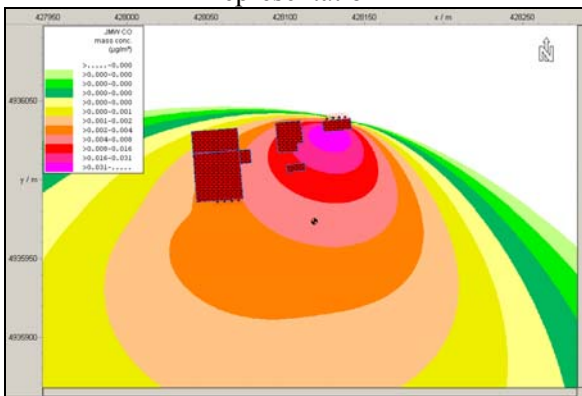 representation
427950 428000 428050 428100 428150 x / m 428250
JMW-CO
mass conc.
(µg/m³)
>.....-0.000
>0.000-0.000
>0.000-0.000
>0.000-0.000
>0.000-0.001
>0.001-0.002
>0.002-0.004
>0.004-0.008
>0.008-0.016
>0.016-0.031
>0.031-.....
N
4936050
y / m
4935950
4935900